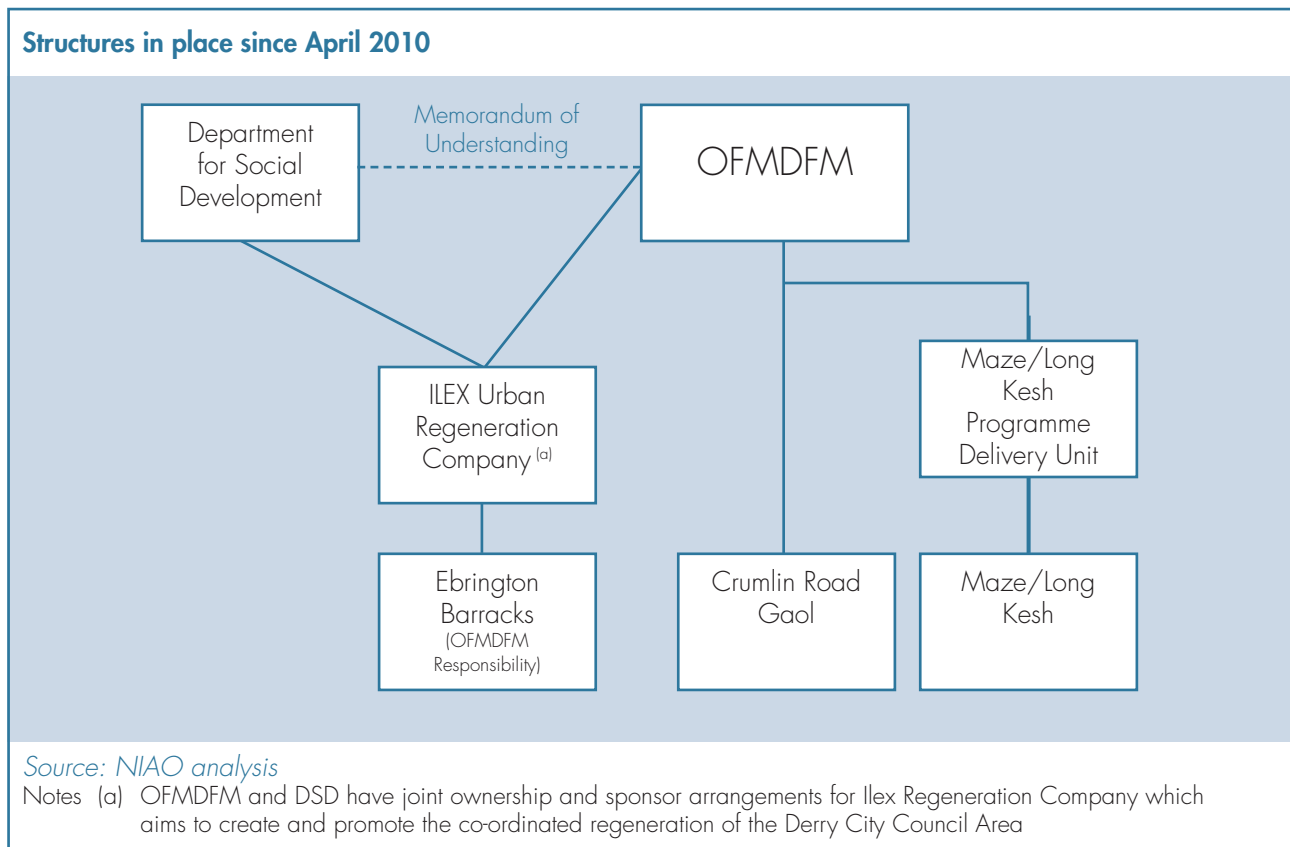 Structures in place since April 2010
Department
for Social
Development
Memorandum of
Understanding
OFMDFM
ILEX Urban
Regeneration
Company (a)
Maze/Long
Kesh
Programme
Delivery Unit
Ebrington
Barracks
(OFMDFM
Responsibility)
Crumlin Road
Gaol
Maze/Long
Kesh
Source: NIAO analysis
Notes (a) OFMDFM and DSD have joint ownership and sponsor arrangements for Ilex Regeneration Company which
aims to create and promote the co-ordinated regeneration of the Derry City Council Area